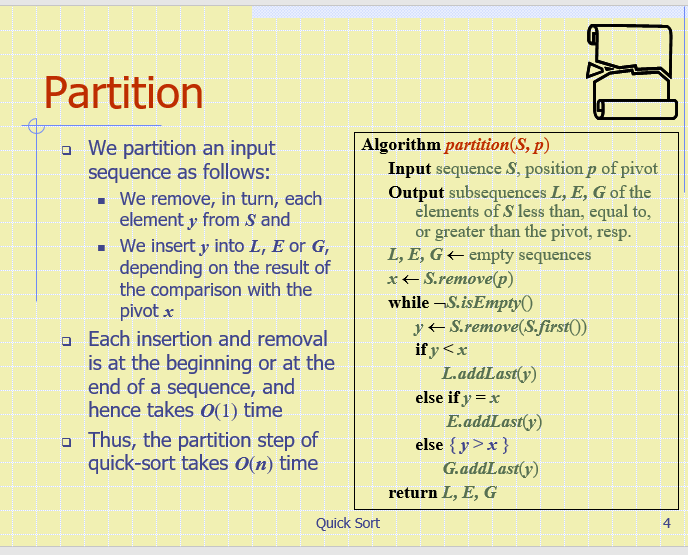 Partition
❑ We partition an input
sequence as follows:
■ We remove, in turn, each
element y from S and
■ We insert y into L, E or G,
depending on the result of
the comparison with the
pivot x
❑ Each insertion and removal
is at the beginning or at the
end of a sequence, and
hence takes O(1) time
❑ Thus, the partition step of
quick-sort takes O(n) time
Algorithm partition(S, p)
Input sequence S, position p of pivot
Output subsequences L, E, G of the
elements of S less than, equal to,
or greater than the pivot, resp.
L, E, G ← empty sequences
x ← S.remove(p)
while ¬S.isEmpty()
y ← S.remove(S.first())
if y < x
L.addLast(y)
else if y = x
E.addLast(y)
else { y > x }
G.addLast(y)
return L, E, G
Quick Sort
4